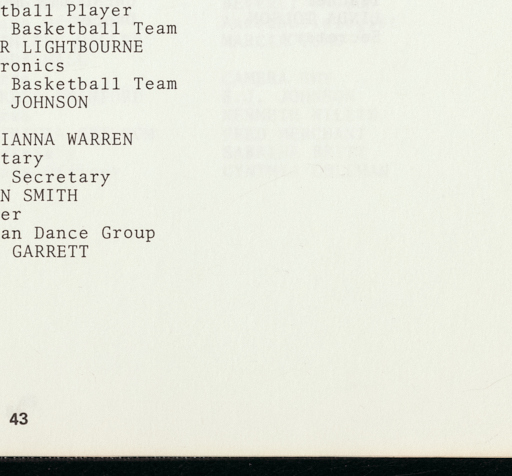 tball Player
Basketball Team
R LIGHTBOURNE
ronics
Basketball Team
JOHNSON
IANNA WARREN
tary
Secretary
N SMITH
er
an Dance Group
GARRETT
43